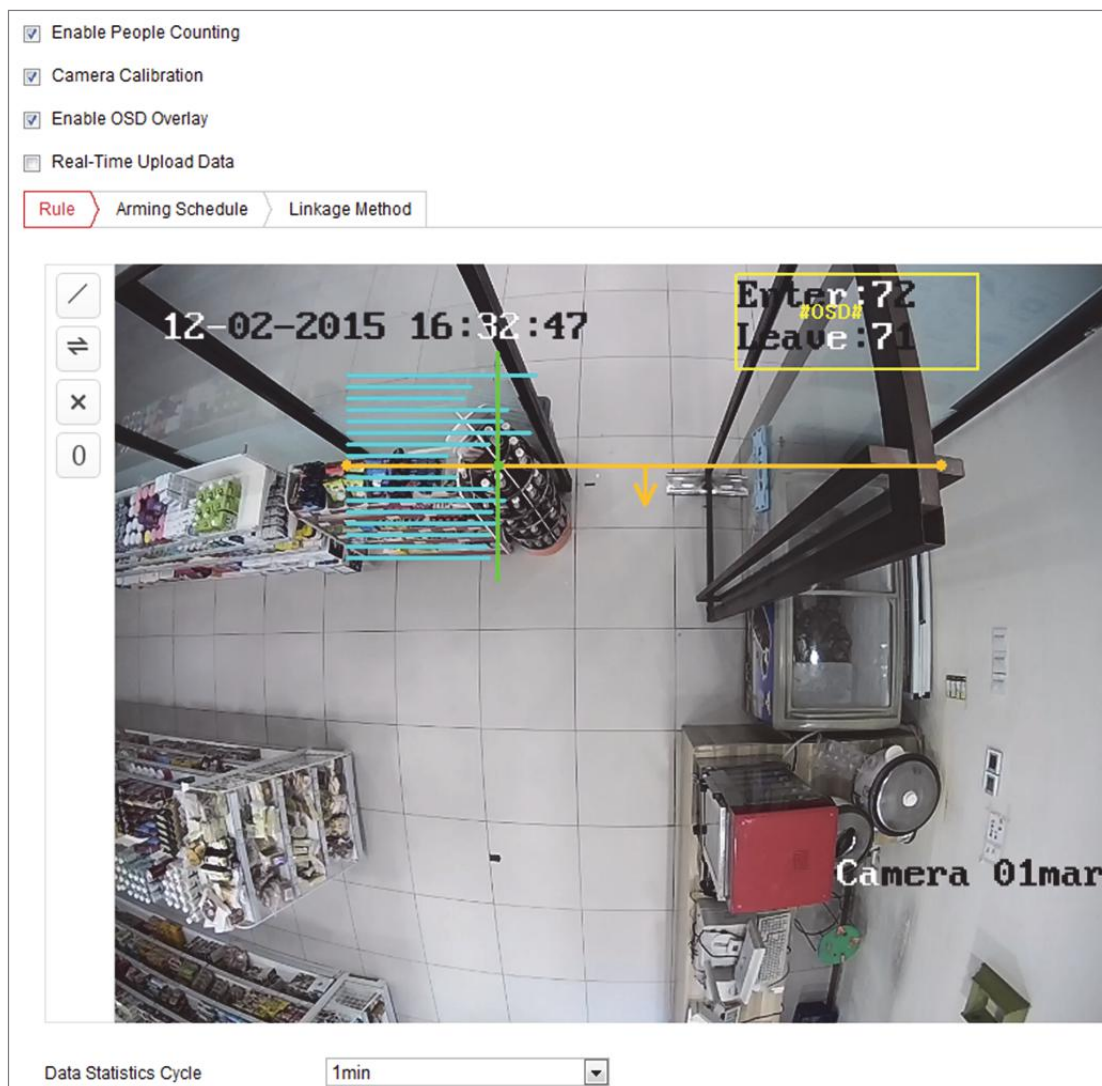 Enable People Counting
Camera Calibration
Enable OSD Overlay
Real-Time Upload Data
Rule
Arming Schedule
Linkage Method
12-02-2015 16:32:47
Enter:72
#OSD#
Leave:71
0
Camera 01mar
Data Statistics Cycle
1min